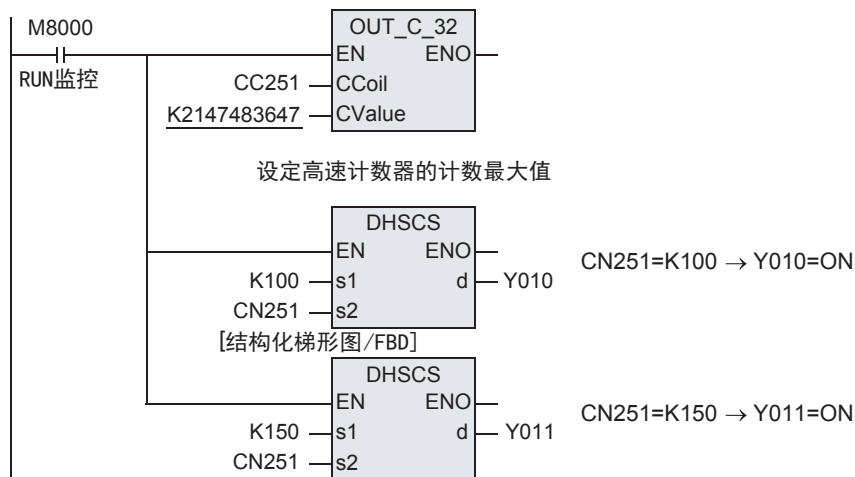 M8000
RUN监控
OUT_C_32
EN ENO
CC251 CCoil
K2147483647 CValue
设定高速计数器的计数最大值
DHSCS
EN ENO
K100 s1 d Y010
CN251 s2
CN251=K100 → Y010=ON
[结构化梯形图/FBD]
DHSCS
EN ENO
K150 s1 d Y011
CN251 s2
CN251=K150 → Y011=ON